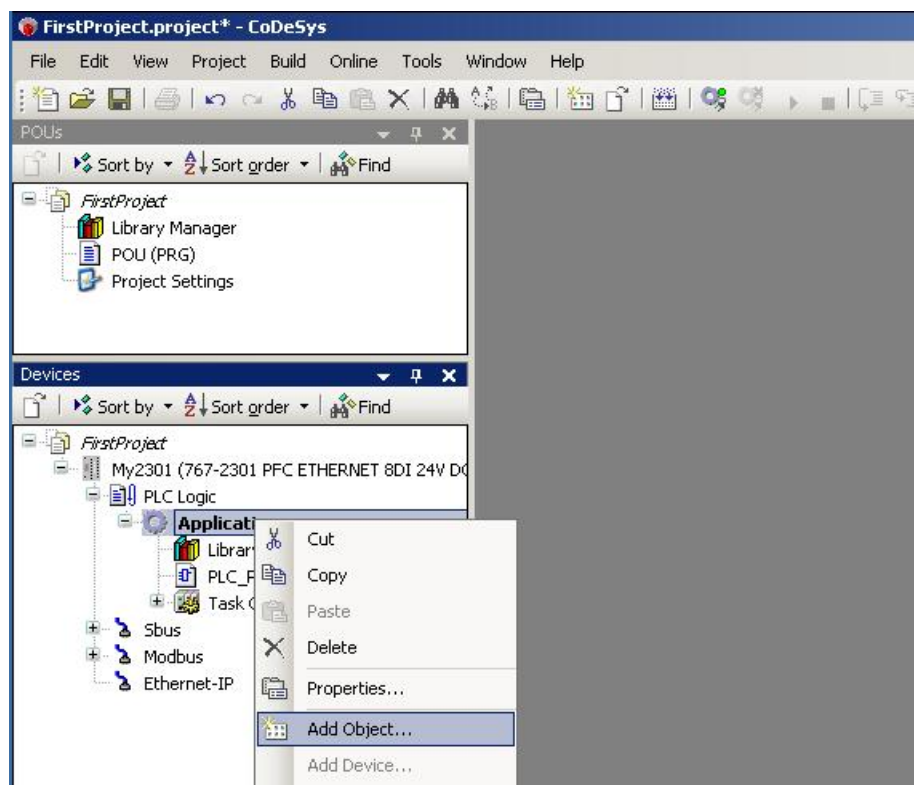 FirstProject.project* - CoDeSys
File Edit View Project Build Online Tools Window Help
POUs
Sort by Sort order Find
FirstProject
Library Manager
POU (PRG)
Project Settings
Devices
Sort by Sort order Find
FirstProject
My2301 (767-2301 PFC ETHERNET 8DI 24V DC
PLC Logic
Applicati
Librar
PLC_P
Task C
Sbus
Modbus
Ethernet-IP
Cut
Copy
Paste
Delete
Properties...
Add Object...
Add Device...